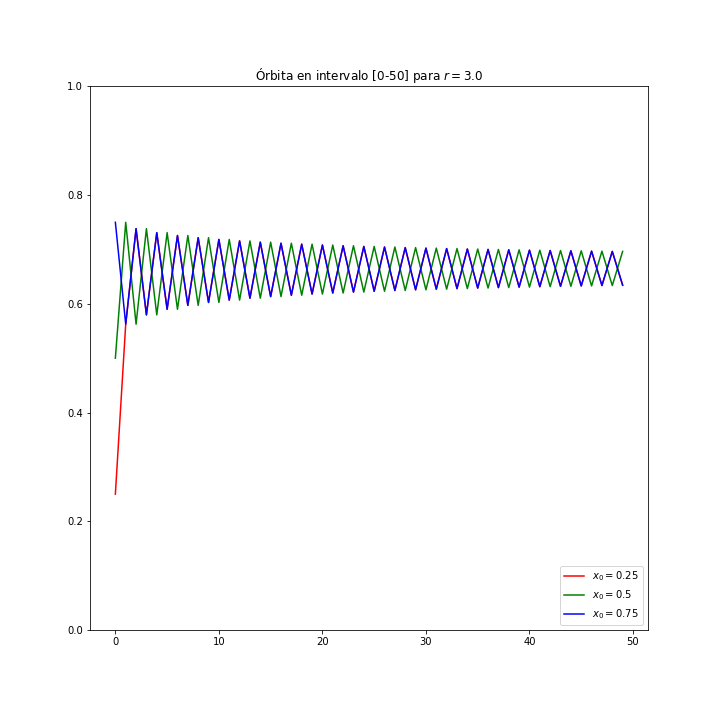 Órbita en intervalo [0-50] para r = 3.0
1.0
0.8
0.6
0.4
0.2
0.0
0 10 20 30 40 50
x₀ = 0.25
x₀ = 0.5
x₀ = 0.75